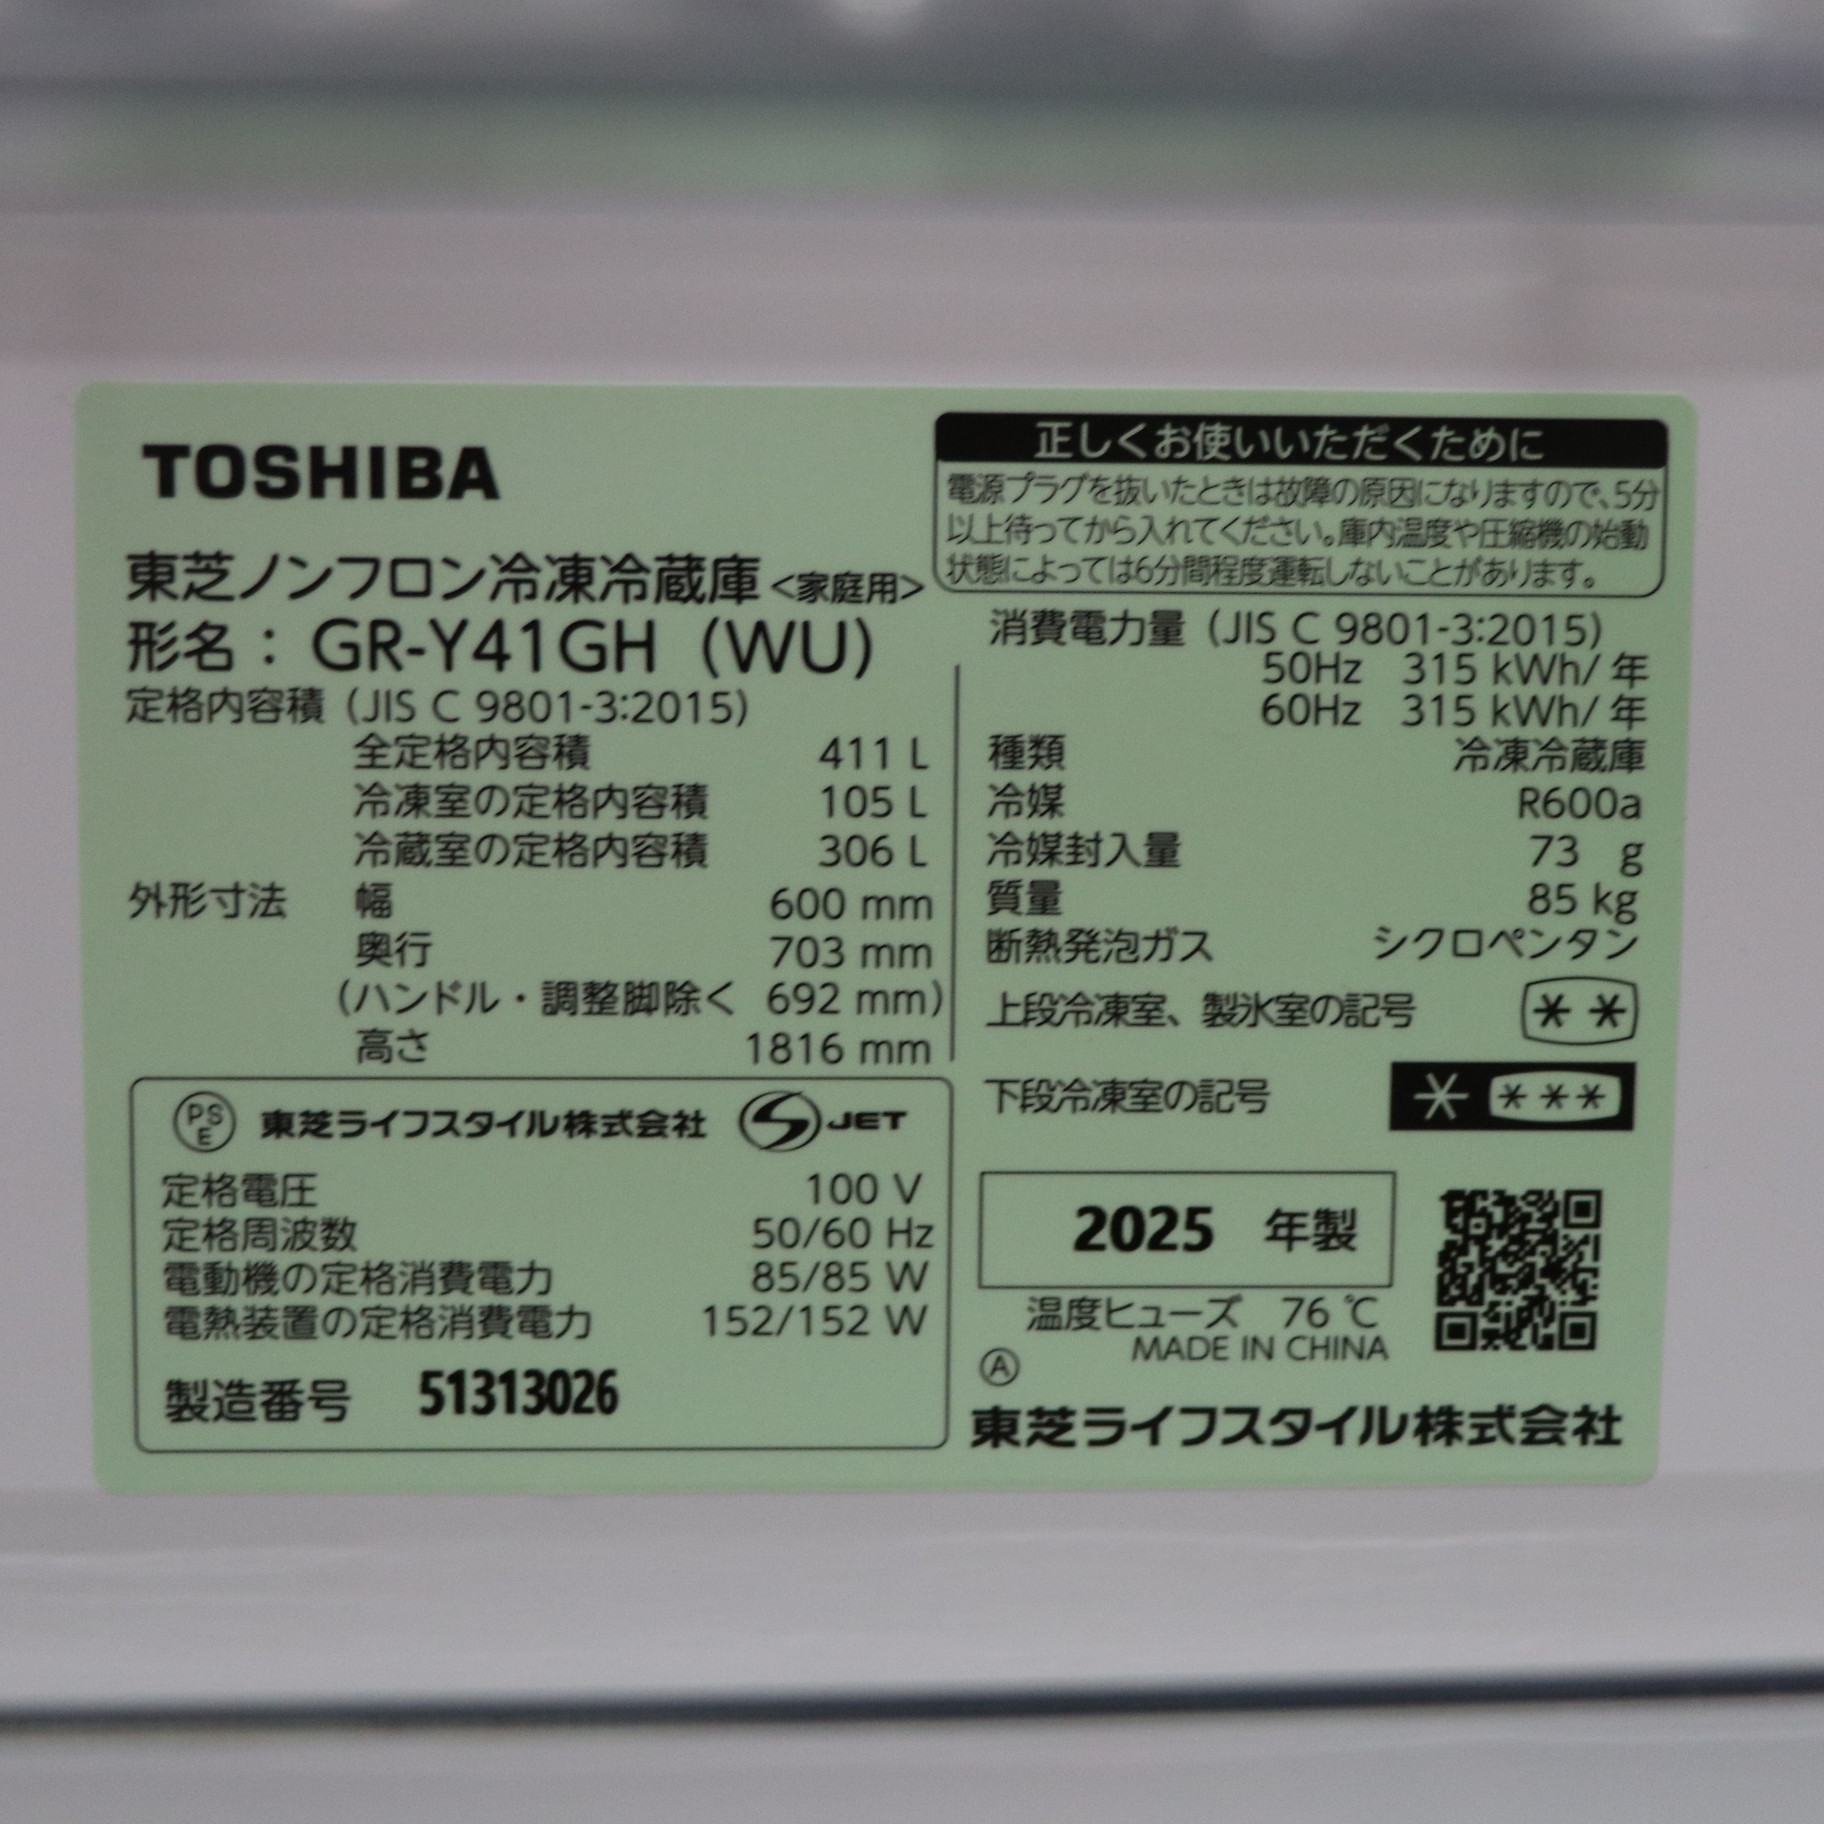 TOSHIBA
東芝ノンフロン冷凍冷蔵庫<家庭用>
形名：GR-Y41GH (WU)
定格内容積 (JIS C 9801-3:2015)
全定格内容積 411 L
冷凍室の定格内容積 105 L
冷蔵室の定格内容積 306 L
外形寸法 幅 600 mm
奥行 703 mm
(ハンドル・調整脚除く 692 mm)
高さ 1816 mm
PSE 東芝ライフスタイル株式会社 JET
定格電圧 100 V
定格周波数 50/60 Hz
電動機の定格消費電力 85/85 W
電熱装置の定格消費電力 152/152 W
製造番号 51313026
正しくお使いいただくために
電源プラグを抜いたときは故障の原因になりますので、5分
以上待ってから入れてください。庫内温度や圧縮機の始動
状態によっては6分間程度運転しないことがあります。
消費電力量 (JIS C 9801-3:2015)
50Hz 315 kWh/年
60Hz 315 kWh/年
種類 冷凍冷蔵庫
冷媒 R600a
冷媒封入量 73 g
質量 85 kg
断熱発泡ガス シクロペンタン
上段冷凍室、製氷室の記号 **
下段冷凍室の記号 * ***
2025 年製
温度ヒューズ 76 ℃
MADE IN CHINA
Ⓐ
東芝ライフスタイル株式会社